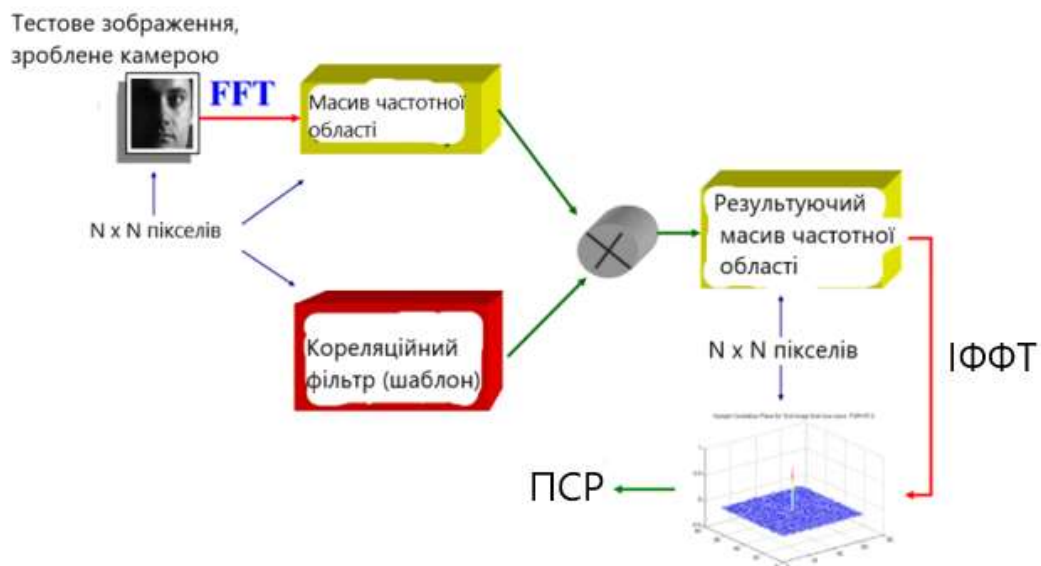 Тестове зображення,
зроблене камерою
FFT
Масив частотної
області
N x N пікселів
Результуючий
масив частотної
області
Кореляційний
фільтр (шаблон)
N x N пікселів
ІФФТ
ПСР